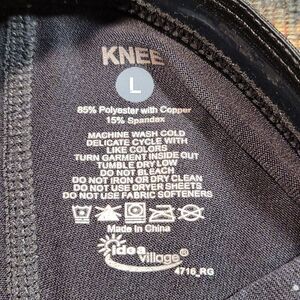 KNEE
L
85% Polyester with Copper
15% Spandex
MACHINE WASH COLD
DELICATE CYCLE WITH
LIKE COLORS
TURN GARMENT INSIDE OUT
TUMBLE DRY LOW
DO NOT BLEACH
DO NOT IRON OR DRY CLEAN
DO NOT USE DRYER SHEETS
DO NOT USE FABRIC SOFTENERS
Made in China
idea
village®
4716_RG